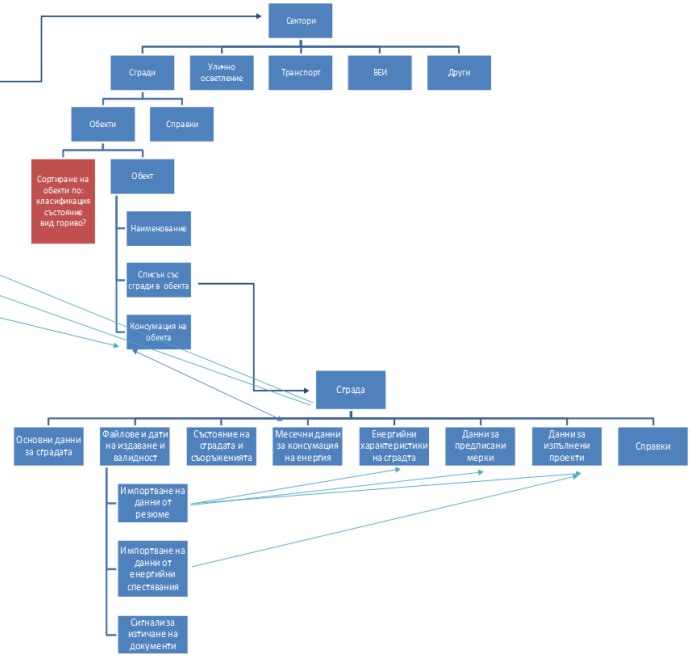 Сектори
Сгради
Улично
осветление
Транспорт
ВЕИ
Други
Обекти
Справки
Сортиране на
обекти по:
класификация
състояние
вид гориво?
Обект
Наименование
Списък със
сгради в обекта
Консумация на
обекта
Сграда
Основни данни
за сградата
Файлове и дати
на издаване и
валидност
Състояние на
сградата и
съоръженията
Месечни данни
за консумация
на енергия
Енергийни
характеристики
на сградта
Данни за
предписани
мерки
Данни за
изпълнени
проекти
Справки
Импортване на
данни от
резюме
Импортване на
данни от
енергийни
спестявания
Сигнали за
изтичане на
документи